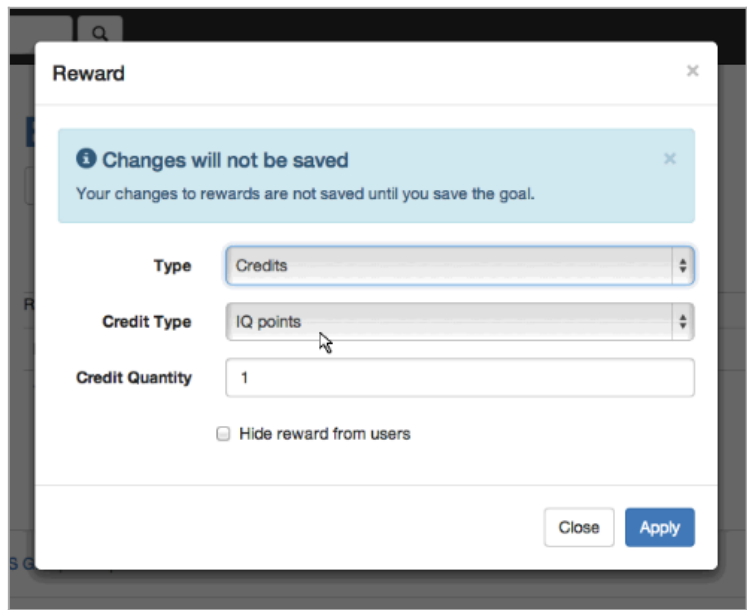 Reward
×
Changes will not be saved
×
Your changes to rewards are not saved until you save the goal.
Type Credits
Credit Type IQ points
Credit Quantity 1
Hide reward from users
Close Apply